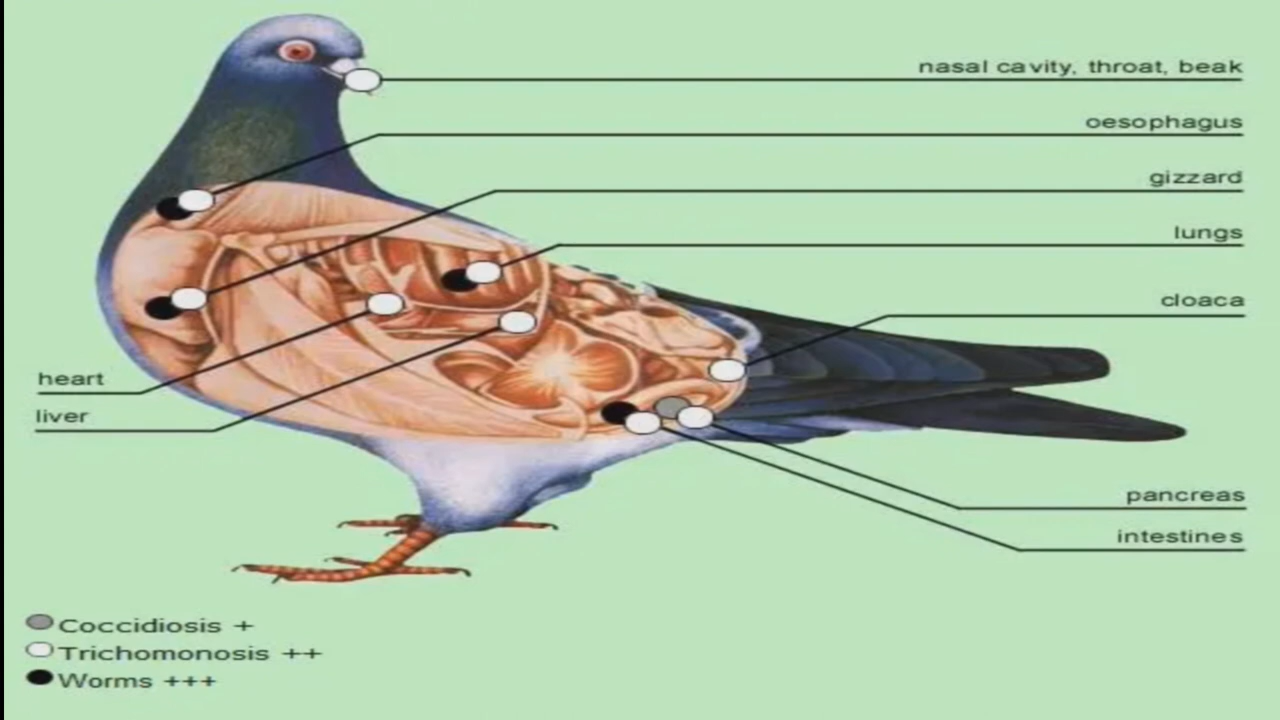 nasal cavity, throat, beak
oesophagus
gizzard
lungs
cloaca
heart
liver
pancreas
intestines
Coccidiosis +
Trichomonosis ++
Worms +++